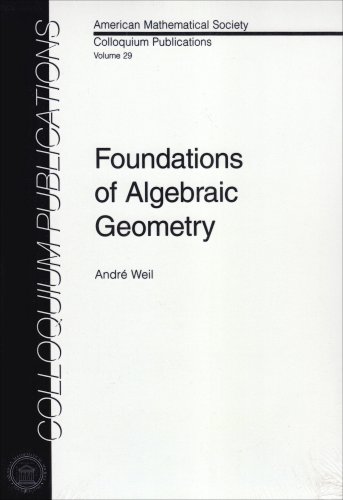 American Mathematical Society
Colloquium Publications
Volume 29
Foundations
of Algebraic
Geometry
André Weil
COLLOQUIUM PUBLICATIONS